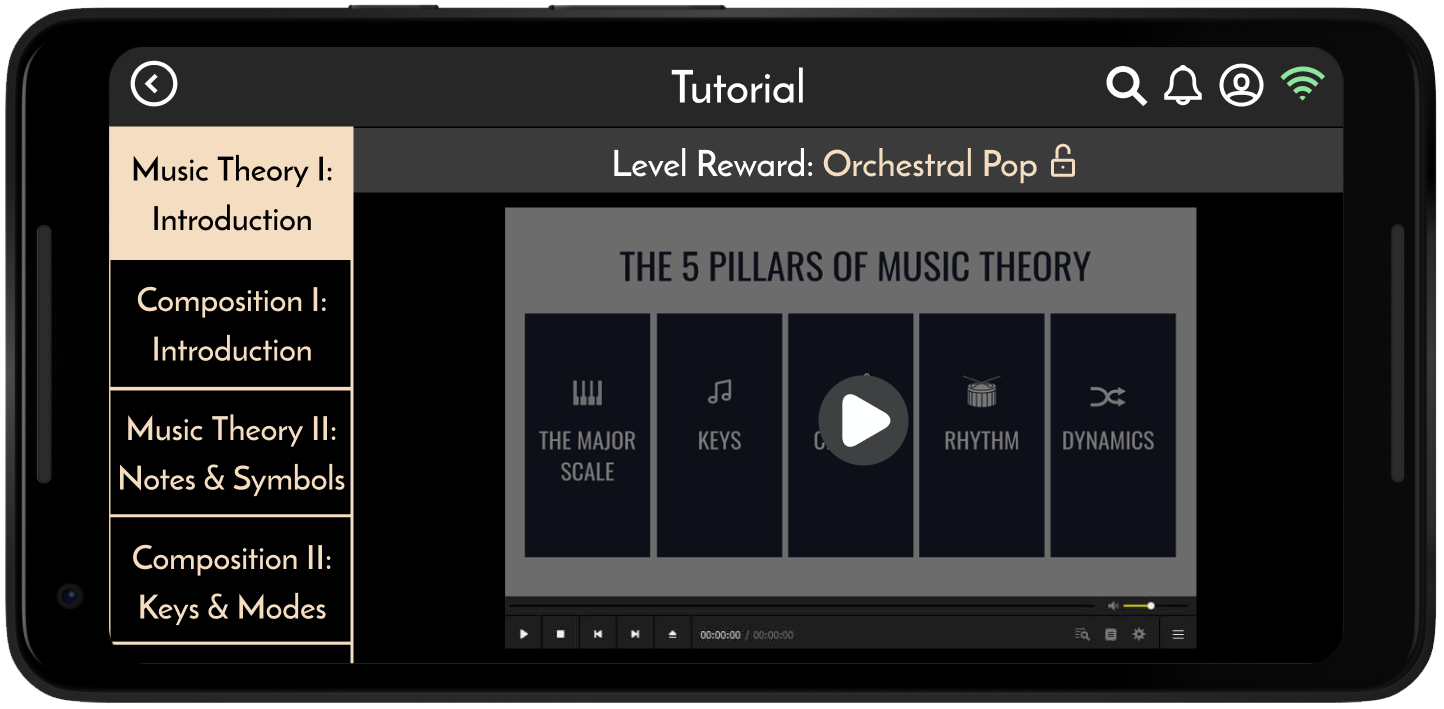 Tutorial
Music Theory I:
Introduction
Level Reward: Orchestral Pop
Composition I:
Introduction
Music Theory II:
Notes & Symbols
Composition II:
Keys & Modes
THE 5 PILLARS OF MUSIC THEORY
THE MAJOR
SCALE
KEYS
RHYTHM
DYNAMICS
00:00:00 / 00:00:00